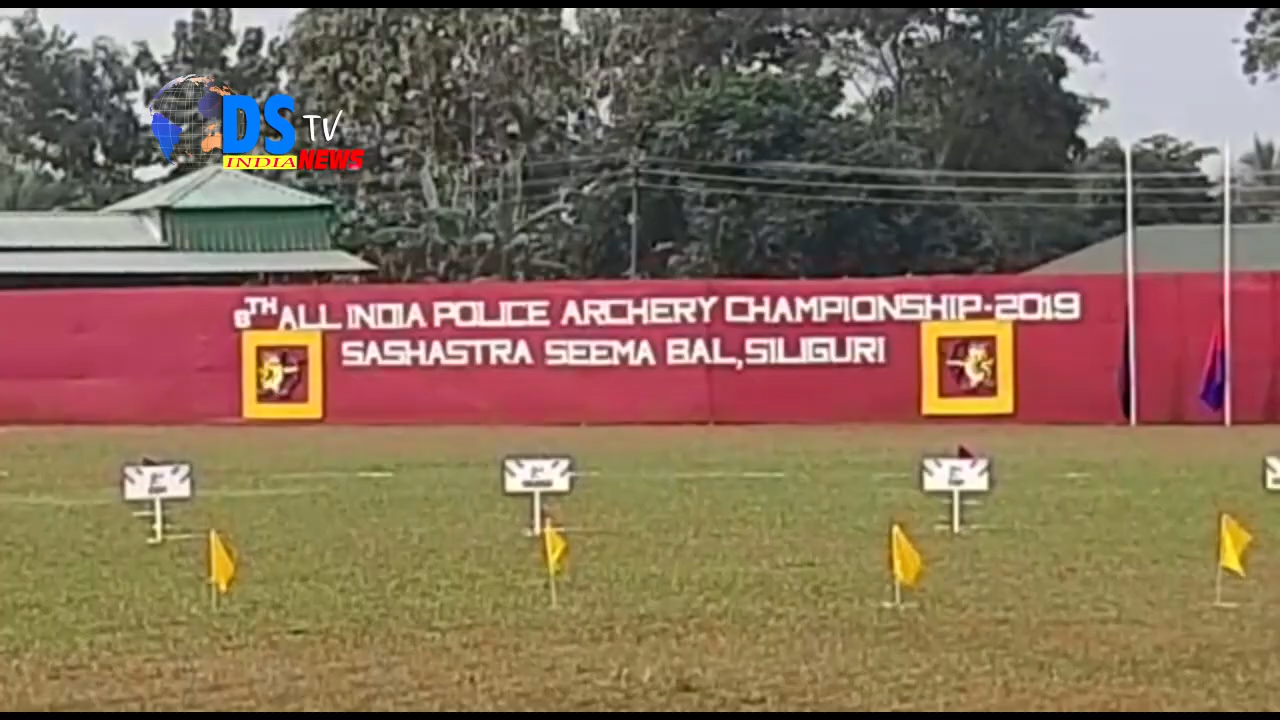 DS TV
INDIA NEWS
8TH ALL INDIA POLICE ARCHERY CHAMPIONSHIP-2019
SASHASTRA SEEMA BAL, SILIGURI